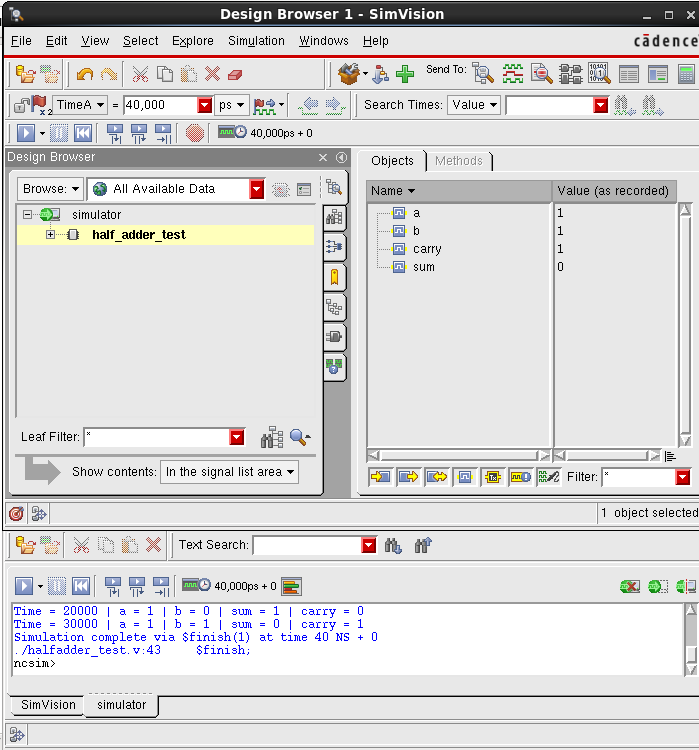 Design Browser 1 - SimVision
File Edit View Select Explore Simulation Windows Help
cādence
Send To:
x2 TimeA = 40,000 ps
Search Times: Value
40,000ps + 0
Design Browser
Browse: All Available Data
simulator
half_adder_test
Leaf Filter: *
Show contents: In the signal list area
Objects Methods
Name Value (as recorded)
a 1
b 1
carry 1
sum 0
Filter: *
1 object selected
Text Search:
40,000ps + 0
Time = 20000 | a = 1 | b = 0 | sum = 1 | carry = 0
Time = 30000 | a = 1 | b = 1 | sum = 0 | carry = 1
Simulation complete via $finish(1) at time 40 NS + 0
./halfadder_test.v:43 $finish;
ncsim>
SimVision simulator